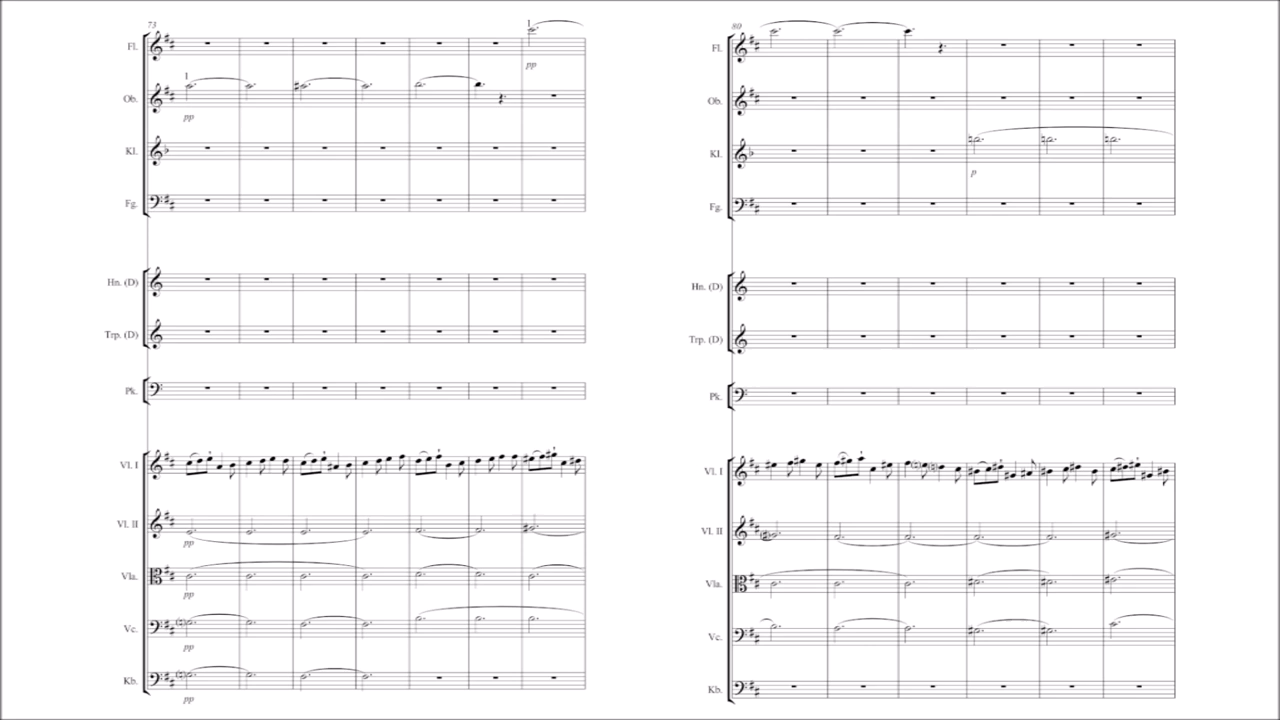 73
1
Fl.
pp
1
Ob.
pp
Kl.
Fg.
Hn. (D)
Trp. (D)
Pk.
Vl. I
Vl. II
pp
Vla.
pp
Vc.
pp
Kb.
pp
80
Fl.
Ob.
Kl.
p
Fg.
Hn. (D)
Trp. (D)
Pk.
Vl. I
Vl. II
Vla.
Vc.
Kb.